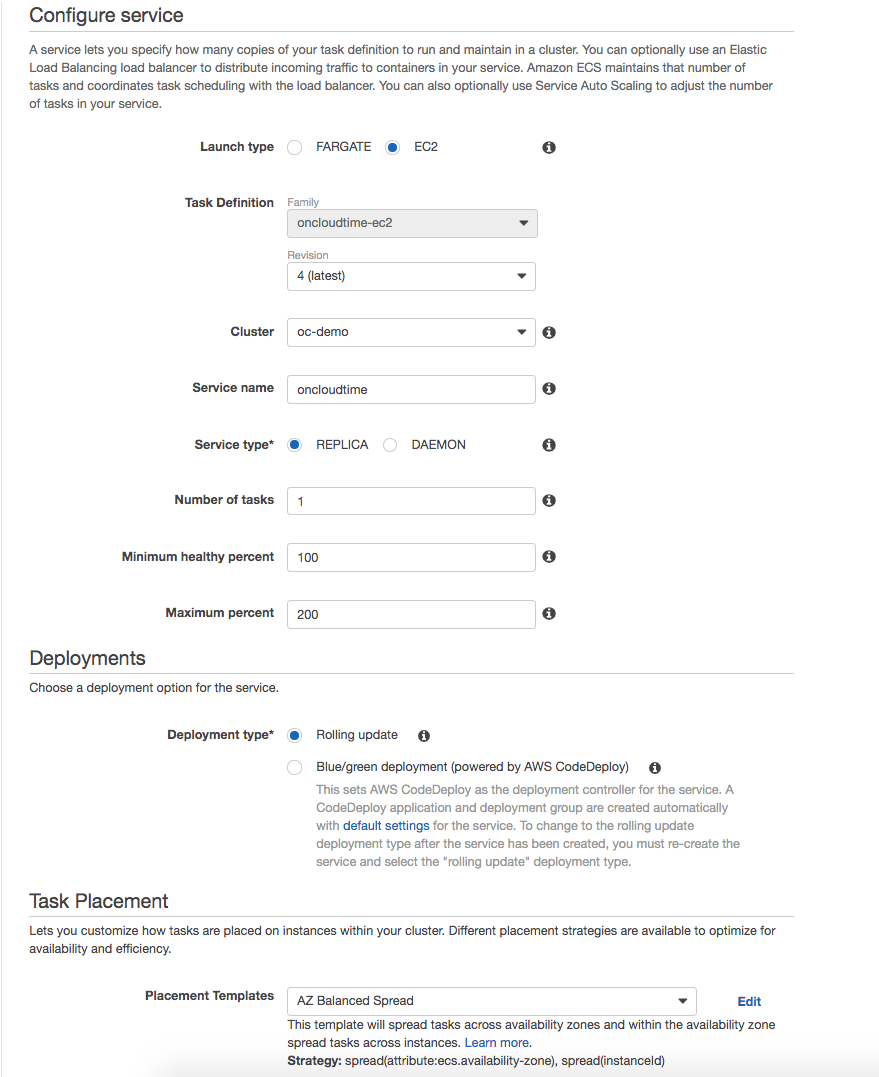 Configure service
A service lets you specify how many copies of your task definition to run and maintain in a cluster. You can optionally use an Elastic
Load Balancing load balancer to distribute incoming traffic to containers in your service. Amazon ECS maintains that number of
tasks and coordinates task scheduling with the load balancer. You can also optionally use Service Auto Scaling to adjust the number
of tasks in your service.
Launch type FARGATE EC2
Task Definition Family
oncloudtime-ec2
Revision
4 (latest)
Cluster oc-demo
Service name oncloudtime
Service type* REPLICA DAEMON
Number of tasks 1
Minimum healthy percent 100
Maximum percent 200
Deployments
Choose a deployment option for the service.
Deployment type* Rolling update
Blue/green deployment (powered by AWS CodeDeploy)
This sets AWS CodeDeploy as the deployment controller for the service. A
CodeDeploy application and deployment group are created automatically
with default settings for the service. To change to the rolling update
deployment type after the service has been created, you must re-create the
service and select the "rolling update" deployment type.
Task Placement
Lets you customize how tasks are placed on instances within your cluster. Different placement strategies are available to optimize for
availability and efficiency.
Placement Templates AZ Balanced Spread Edit
This template will spread tasks across availability zones and within the availability zone
spread tasks across instances. Learn more.
Strategy: spread(attribute:ecs.availability-zone), spread(instanceId)